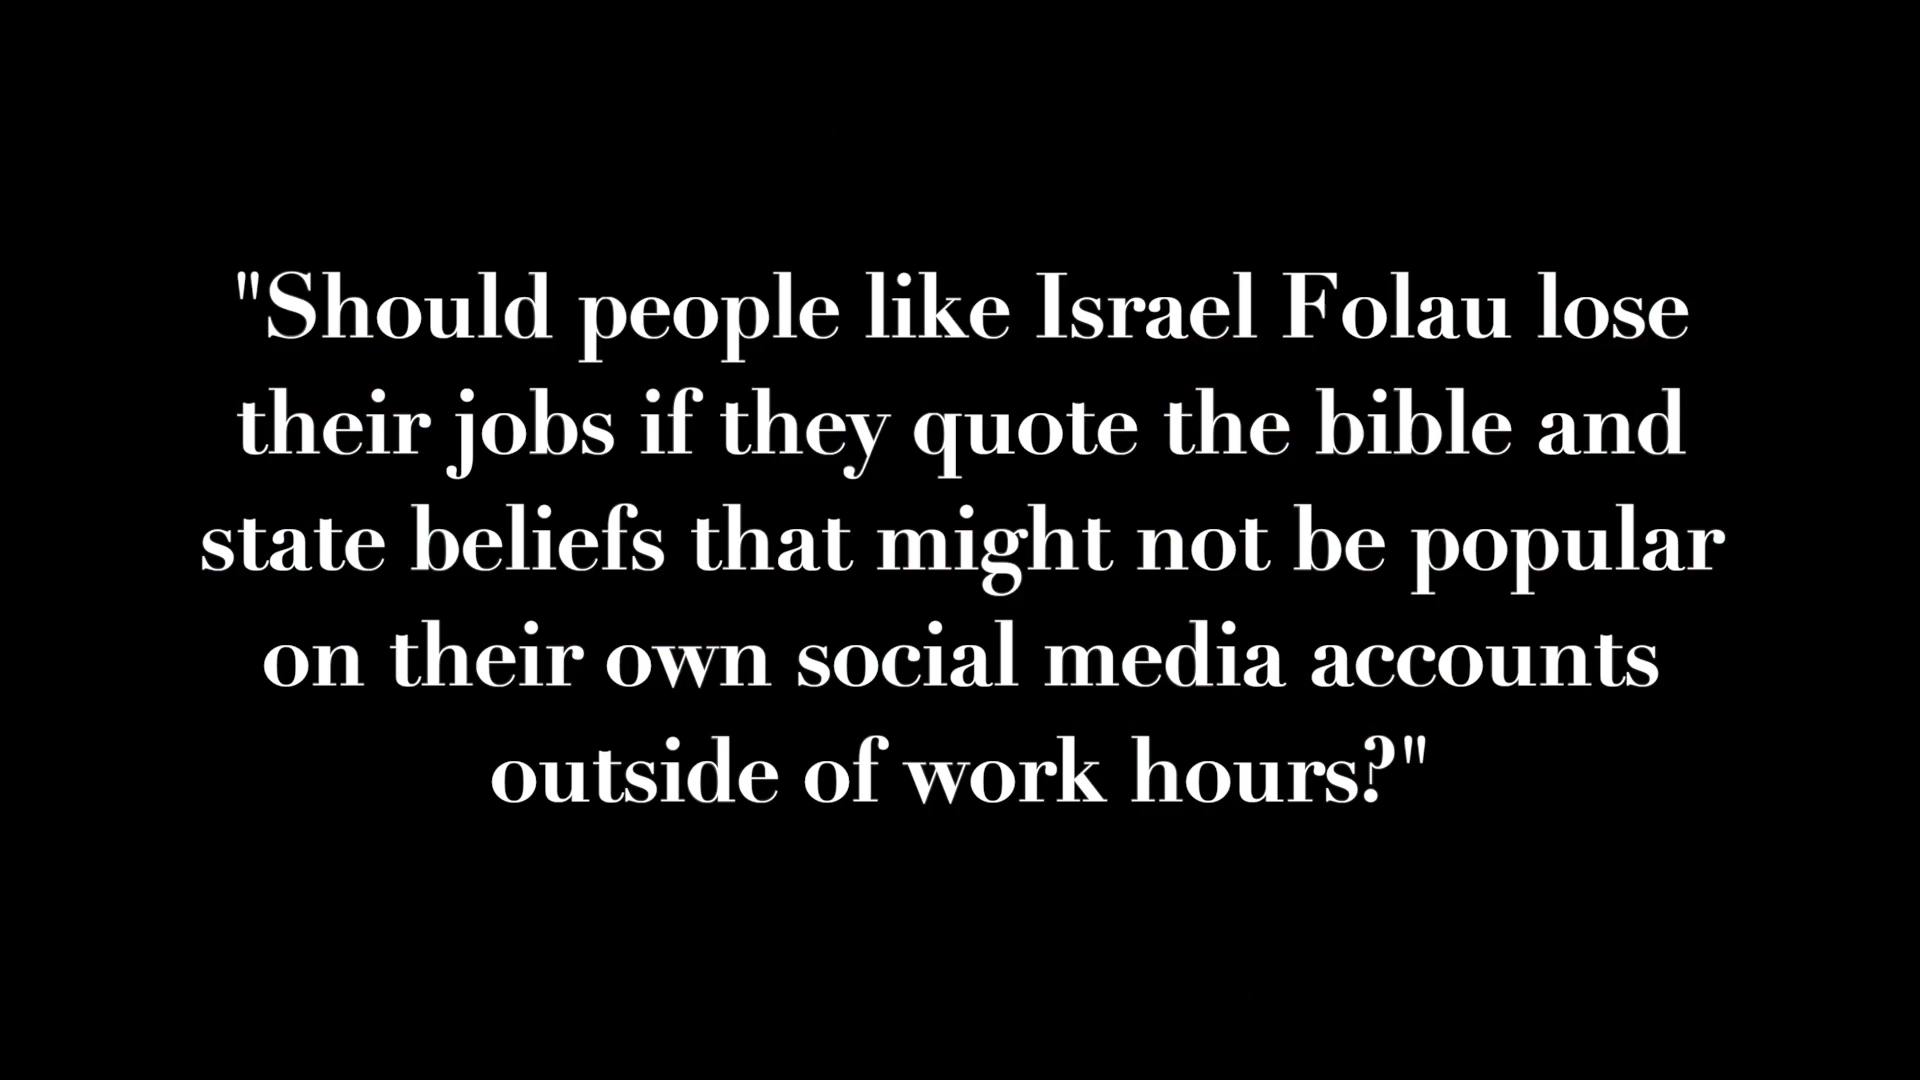 "Should people like Israel Folau lose
their jobs if they quote the bible and
state beliefs that might not be popular
on their own social media accounts
outside of work hours?"